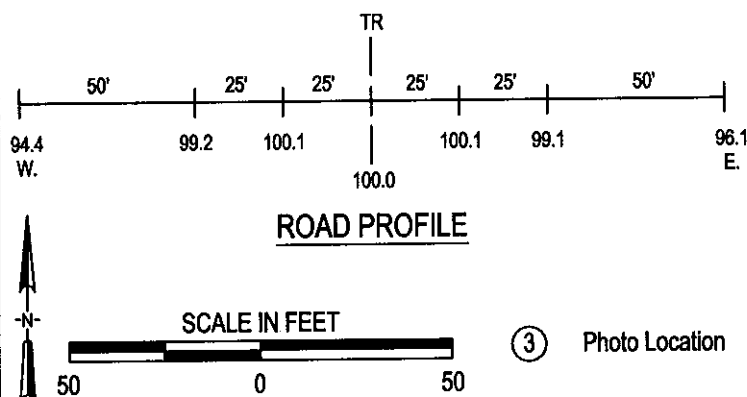 TR
50' 25' 25' 25' 25' 50'
94.4 99.2 100.1 100.1 99.1 96.1
W. E.
100.0
ROAD PROFILE
-N-
SCALE IN FEET
3 Photo Location
50 0 50